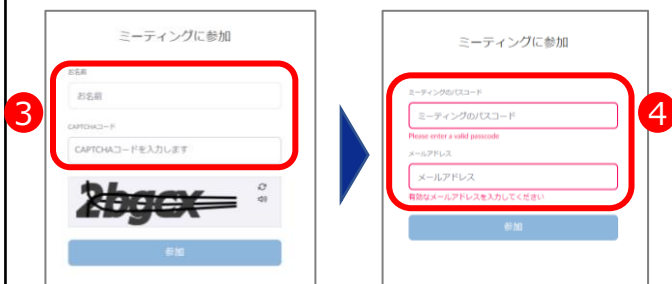 ミーティングに参加
お名前
お名前
CAPTCHAコード
CAPTCHAコードを入力します
2bgcx
参加
3
ミーティングに参加
ミーティングのパスコード
ミーティングのパスコード
Please enter a valid passcode
メールアドレス
メールアドレス
有効なメールアドレスを入力してください
参加
4